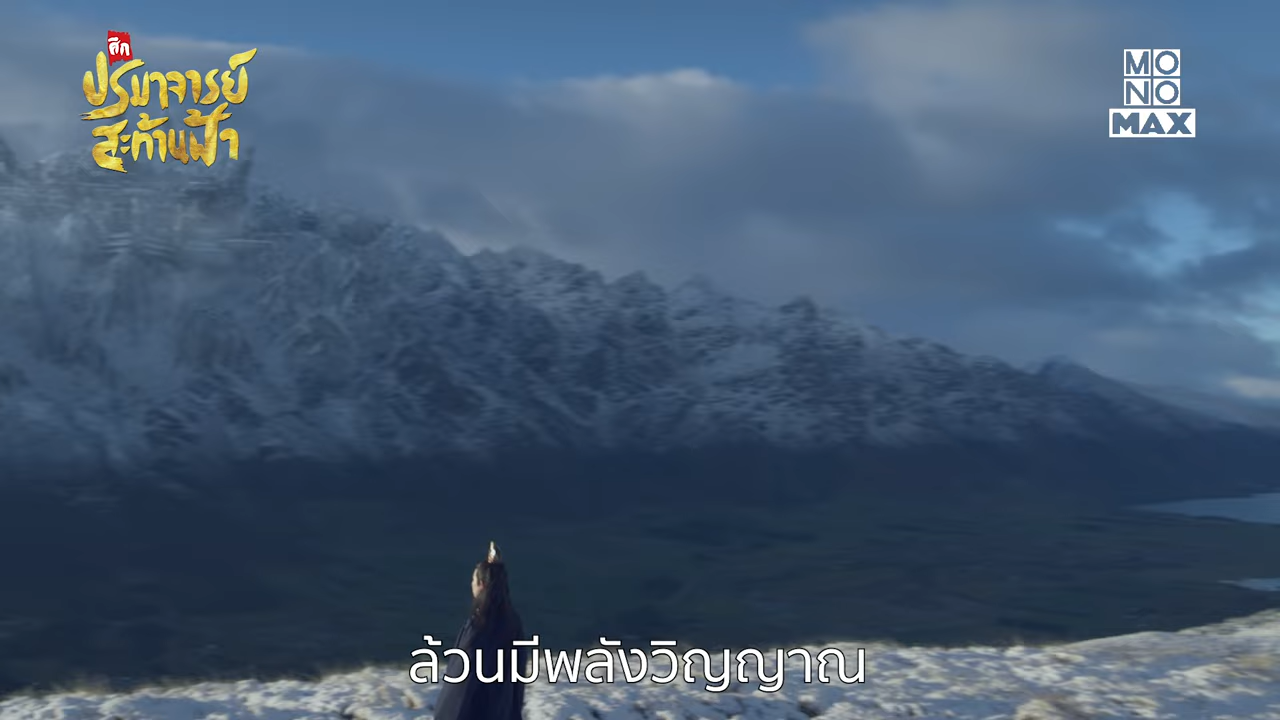 ศึก
ปรมาจารย์
สะท้านฟ้า
MO
NO
MAX
ล้วนมีพลังวิญญาณ